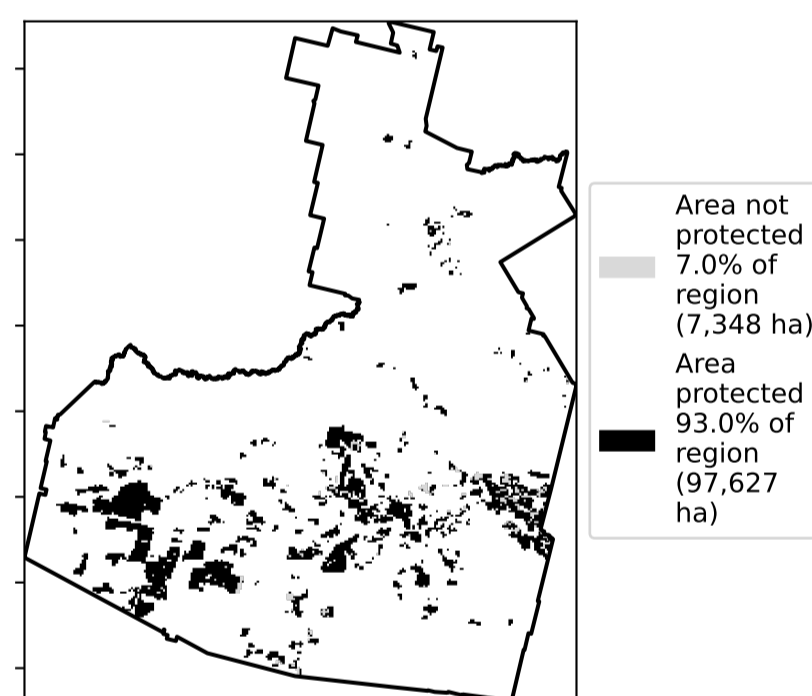 Area not
protected
7.0% of
region
(7,348 ha)
Area
protected
93.0% of
region
(97,627
ha)